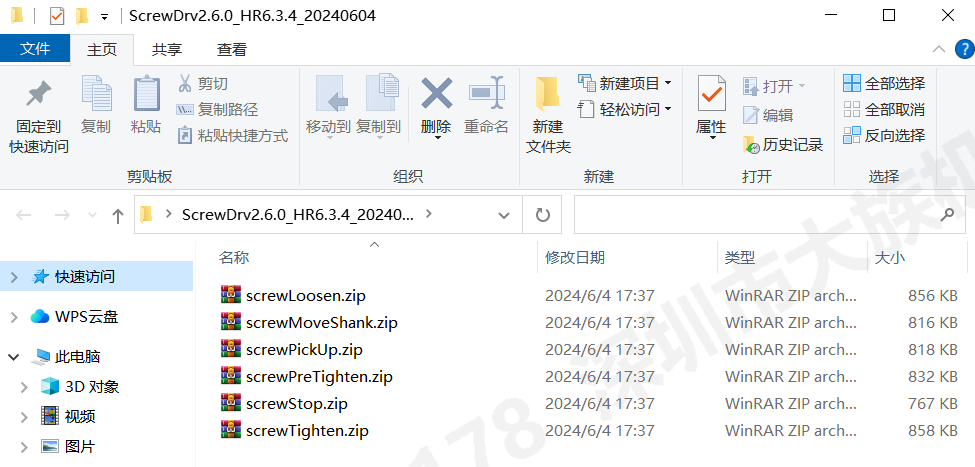 ScrewDrv2.6.0_HR6.3.4_20240604
文件 主页 共享 查看
固定到
快速访问
复制
粘贴
剪切
复制路径
粘贴快捷方式
剪贴板
移动到 复制到 删除 重命名
组织
新建
文件夹
新建项目
轻松访问
新建
属性
打开
编辑
历史记录
打开
全部选择
全部取消
反向选择
选择
ScrewDrv2.6.0_HR6.3.4_20240...
名称 修改日期 类型 大小
screwLoosen.zip 2024/6/4 17:37 WinRAR ZIP arch... 856 KB
screwMoveShank.zip 2024/6/4 17:37 WinRAR ZIP arch... 816 KB
screwPickUp.zip 2024/6/4 17:37 WinRAR ZIP arch... 818 KB
screwPreTighten.zip 2024/6/4 17:37 WinRAR ZIP arch... 832 KB
screwStop.zip 2024/6/4 17:37 WinRAR ZIP arch... 767 KB
screwTighten.zip 2024/6/4 17:37 WinRAR ZIP arch... 858 KB
快速访问
WPS云盘
此电脑
3D 对象
视频
图片
178 深圳市大族机